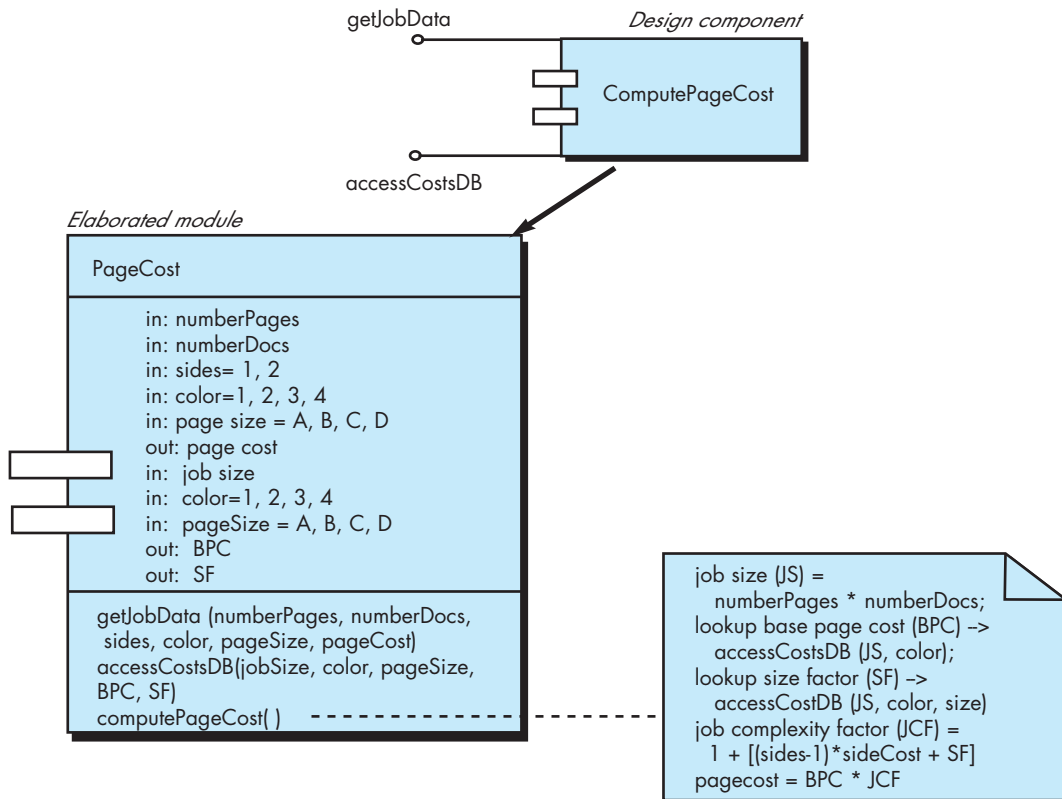 getJobData
Design component
ComputePageCost
accessCostsDB
Elaborated module
PageCost
in: numberPages
in: numberDocs
in: sides= 1, 2
in: color=1, 2, 3, 4
in: page size = A, B, C, D
out: page cost
in: job size
in: color=1, 2, 3, 4
in: pageSize = A, B, C, D
out: BPC
out: SF
getJobData (numberPages, numberDocs,
sides, color, pageSize, pageCost)
accessCostsDB(jobSize, color, pageSize,
BPC, SF)
computePageCost( )
job size (JS) =
numberPages * numberDocs;
lookup base page cost (BPC) -->
accessCostsDB (JS, color);
lookup size factor (SF) -->
accessCostDB (JS, color, size)
job complexity factor (JCF) =
1 + [(sides-1)*sideCost + SF]
pagecost = BPC * JCF